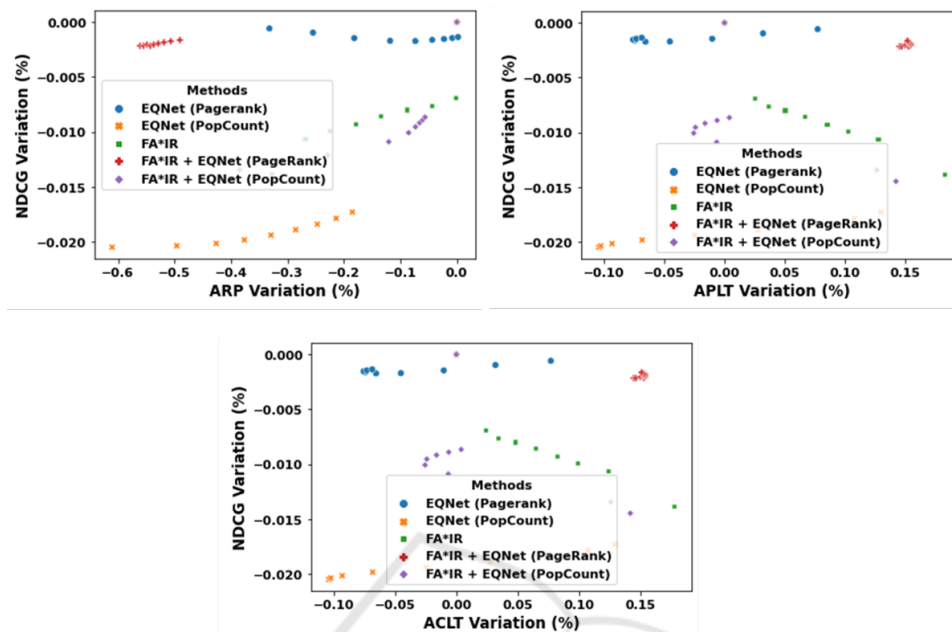 0.000
−0.005
−0.010
−0.015
−0.020
NDCG Variation (%)
Methods
EQNet (Pagerank)
EQNet (PopCount)
FA*IR
FA*IR + EQNet (PageRank)
FA*IR + EQNet (PopCount)
−0.6 −0.5 −0.4 −0.3 −0.2 −0.1 0.0
ARP Variation (%)
0.000
−0.005
−0.010
−0.015
−0.020
NDCG Variation (%)
Methods
EQNet (Pagerank)
EQNet (PopCount)
FA*IR
FA*IR + EQNet (PageRank)
FA*IR + EQNet (PopCount)
−0.10 −0.05 0.00 0.05 0.10 0.15
APLT Variation (%)
0.000
−0.005
−0.010
−0.015
−0.020
NDCG Variation (%)
Methods
EQNet (Pagerank)
EQNet (PopCount)
FA*IR
FA*IR + EQNet (PageRank)
FA*IR + EQNet (PopCount)
−0.10 −0.05 0.00 0.05 0.10 0.15
ACLT Variation (%)